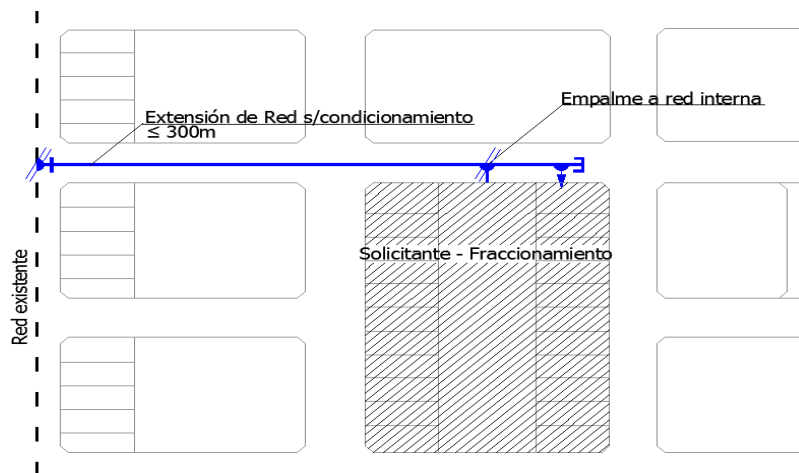 Empalme a red interna
Extensión de Red s/condicionamiento
≤ 300m
Solicitante - Fraccionamiento
Red existente